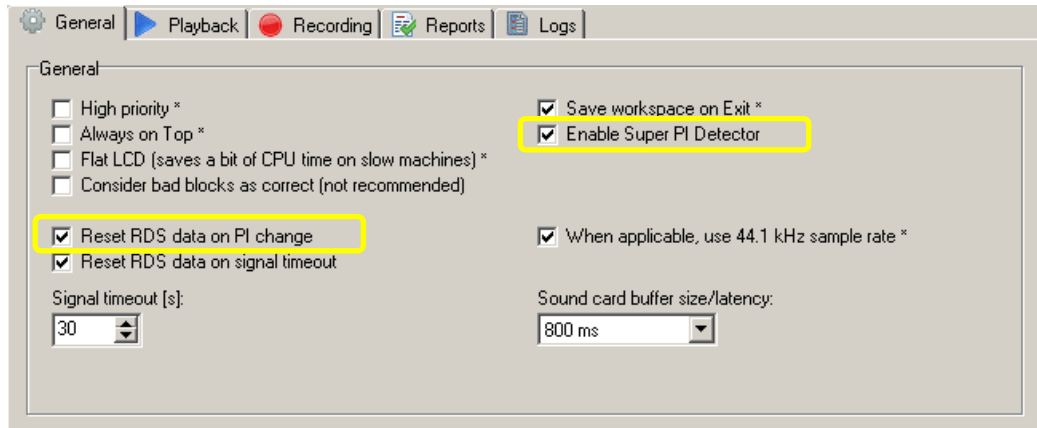 General Playback Recording Reports Logs
General
High priority *
Always on Top *
Flat LCD (saves a bit of CPU time on slow machines) *
Consider bad blocks as correct (not recommended)
Save workspace on Exit *
Enable Super PI Detector
Reset RDS data on PI change
Reset RDS data on signal timeout
When applicable, use 44.1 kHz sample rate *
Signal timeout [s]:
30
Sound card buffer size/latency:
800 ms